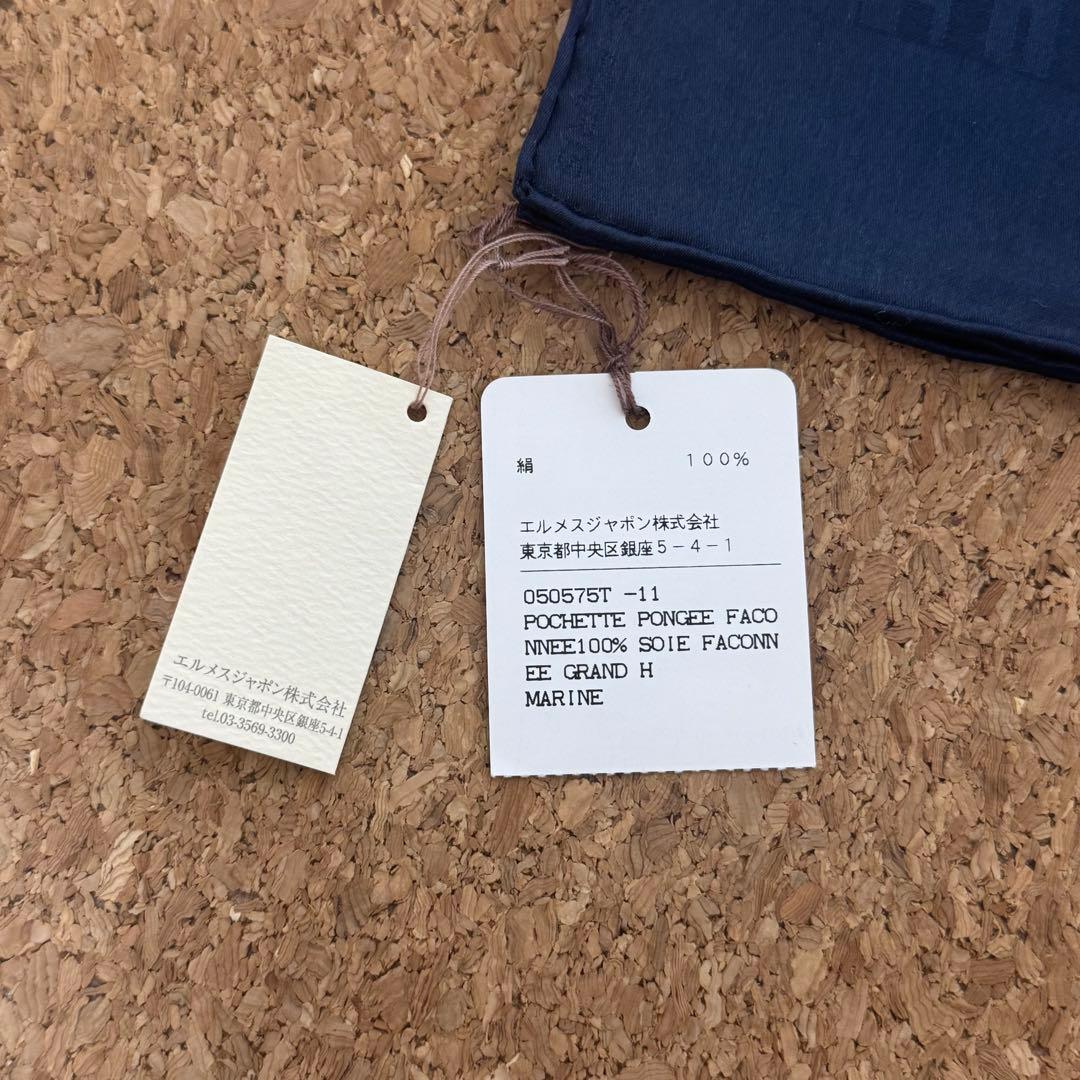 エルメスジャポン株式会社
〒104-0061 東京都中央区銀座5-4-1
tel.03-3569-3300
絹 100%
エルメスジャポン株式会社
東京都中央区銀座5-4-1
050575T -11
POCHETTE PONGEE FACO
NNEE100% SOIE FACONN
EE GRAND H
MARINE